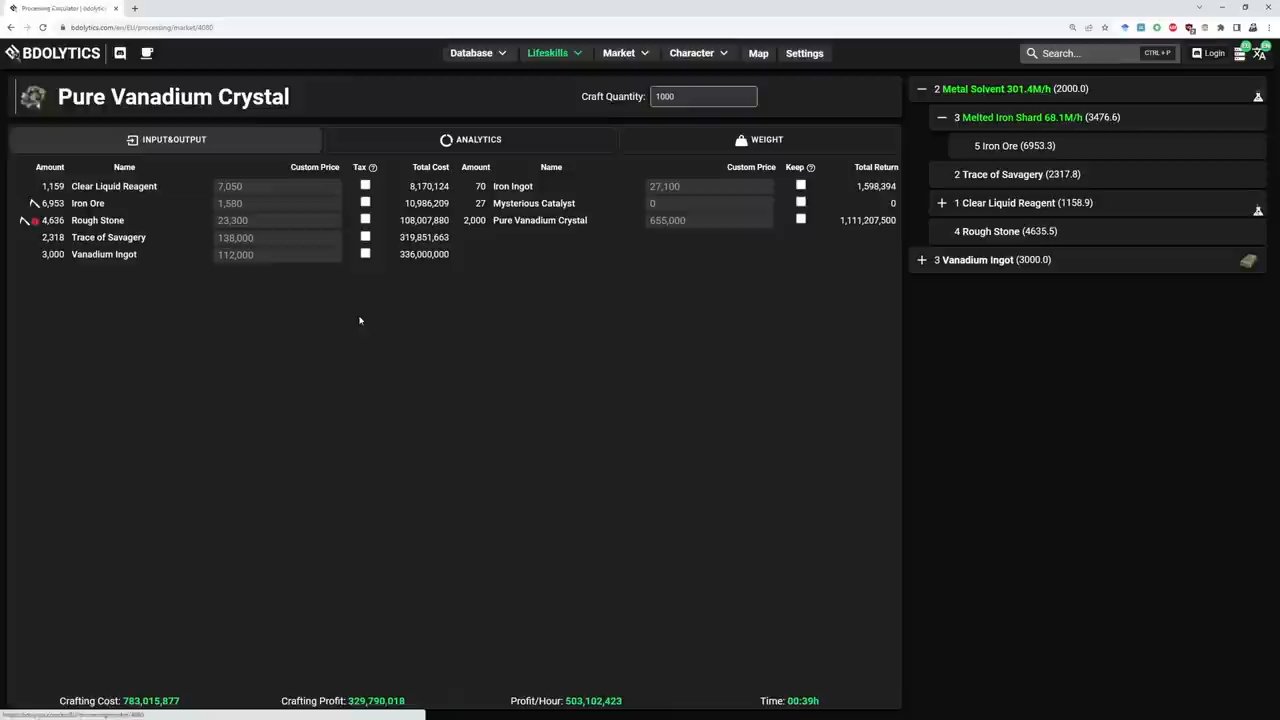 Processing Calculator | BDolytics
bdolytics.com/en/EU/processing/market/4080
BDOLYTICS
Database
Lifeskills
Market
Character
Map
Settings
Search...
CTRL + P
Login
EU
EN
Pure Vanadium Crystal
Craft Quantity: 1000
INPUT&OUTPUT
ANALYTICS
WEIGHT
Amount Name Custom Price Tax Total Cost
1,159 Clear Liquid Reagent 7,050 8,170,124
6,953 Iron Ore 1,580 10,986,209
4,636 Rough Stone 23,300 108,007,880
2,318 Trace of Savagery 138,000 319,851,663
3,000 Vanadium Ingot 112,000 336,000,000
Amount Name Custom Price Keep Total Return
70 Iron Ingot 27,100 1,598,394
27 Mysterious Catalyst 0 0
2,000 Pure Vanadium Crystal 655,000 1,111,207,500
2 Metal Solvent 301.4M/h (2000.0)
3 Melted Iron Shard 68.1M/h (3476.6)
5 Iron Ore (6953.3)
2 Trace of Savagery (2317.8)
1 Clear Liquid Reagent (1158.9)
4 Rough Stone (4635.5)
3 Vanadium Ingot (3000.0)
Crafting Cost: 783,015,877
Crafting Profit: 329,790,018
Profit/Hour: 503,102,423
Time: 00:39h